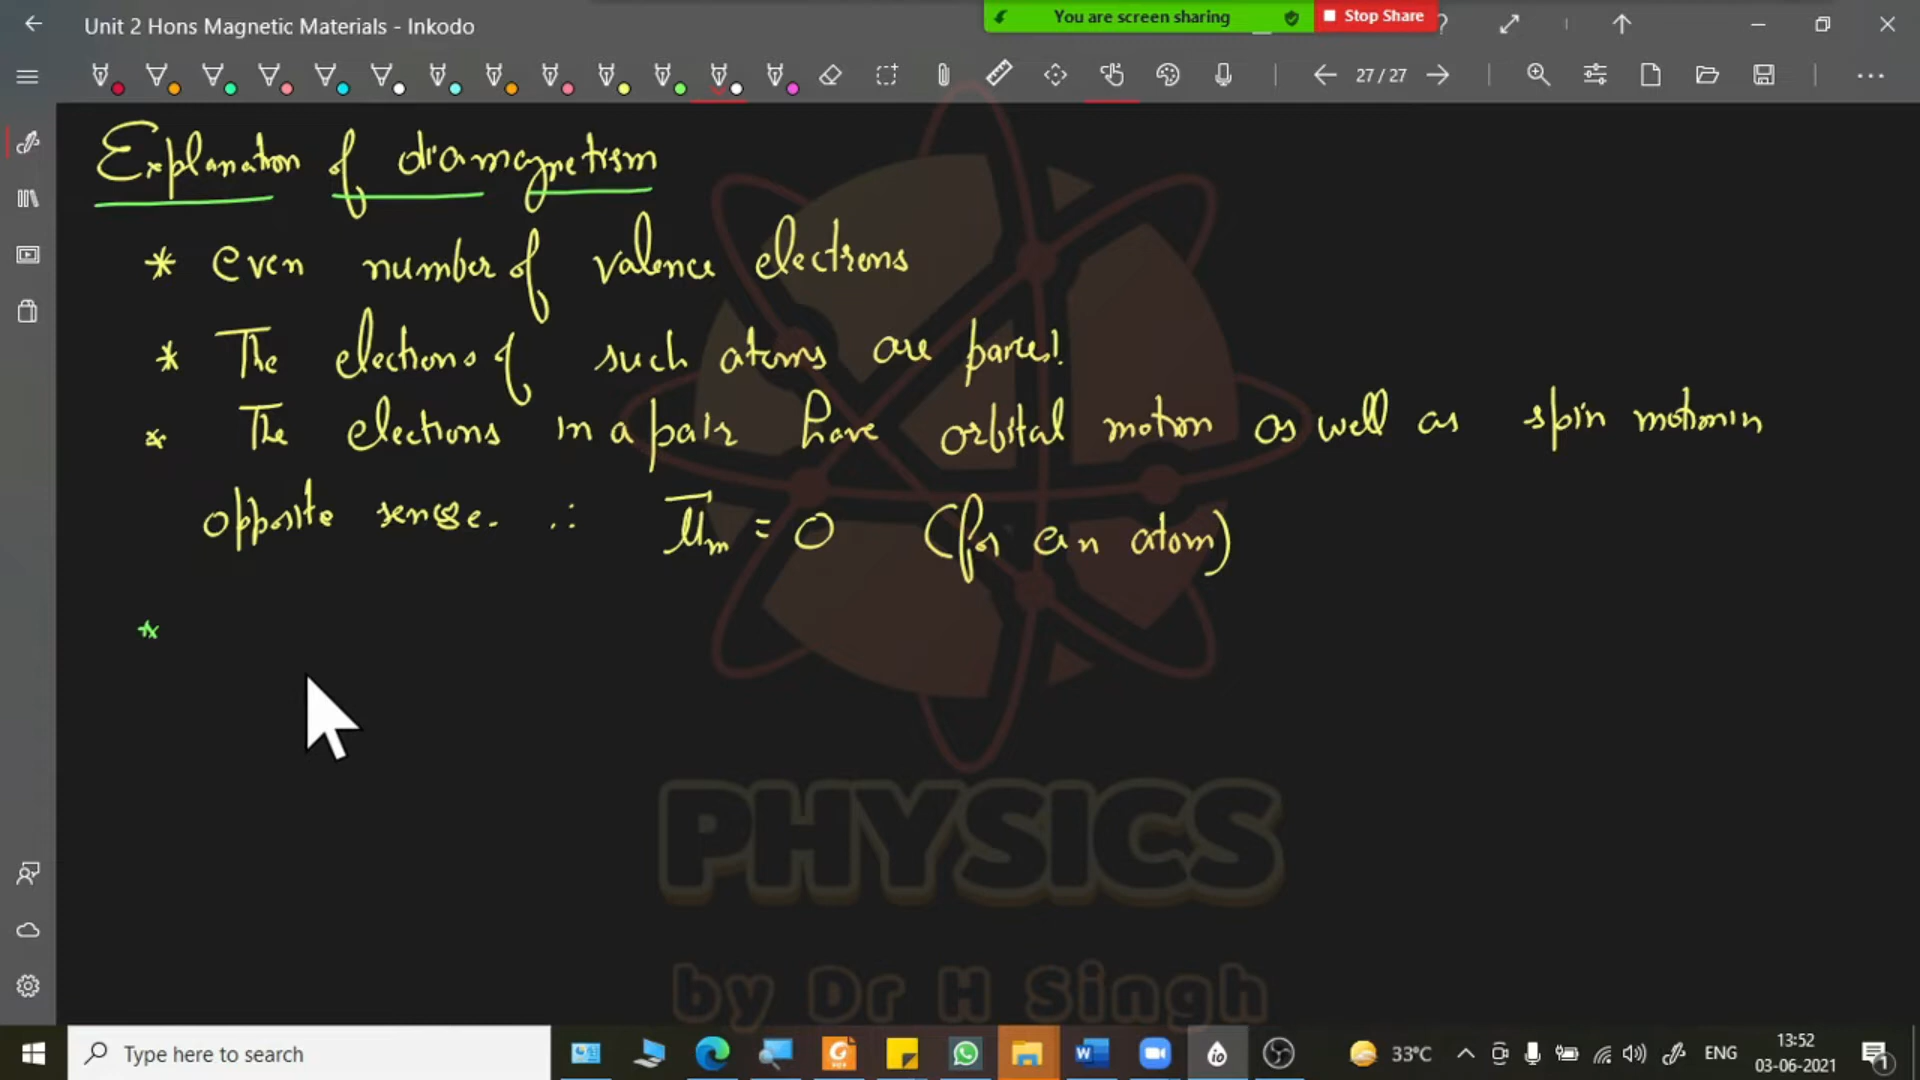 Unit 2 Hons Magnetic Materials - Inkodo
You are screen sharing
Stop Share
27 / 27
Explanation of diamagnetism
* even number of valence electrons
* The electrons of such atoms are paired
* The electrons in a pair have orbital motion as well as spin motion in
opposite sense. ∴ μ⃗m = 0 (for an atom)
*
PHYSICS
by Dr H Singh
Type here to search
33°C
ENG
13:52
03-06-2021
1